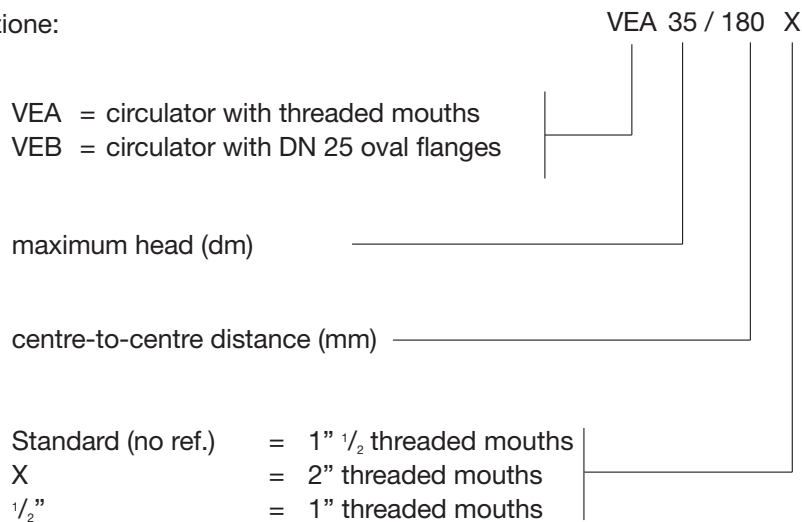 zione:
VEA 35 / 180 X
VEA = circulator with threaded mouths
VEB = circulator with DN 25 oval flanges
maximum head (dm)
centre-to-centre distance (mm)
Standard (no ref.) = 1” 1/2 threaded mouths
X = 2” threaded mouths
1/2” = 1” threaded mouths